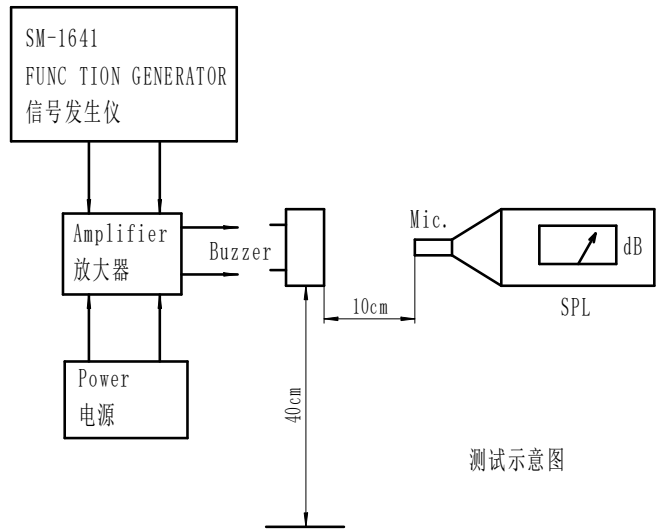 SM-1641
FUNC TION GENERATOR
信号发生仪
Amplifier
放大器
Buzzer
Mic.
dB
SPL
10cm
Power
电源
40cm
测试示意图